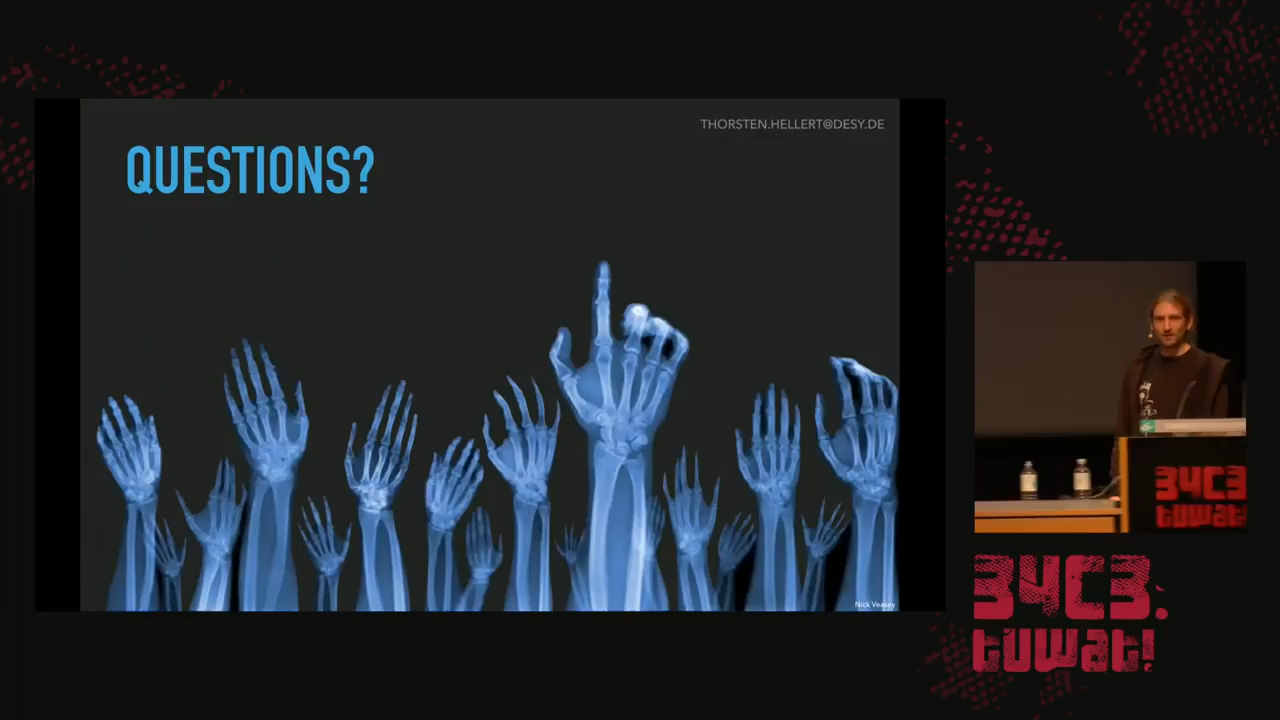 THORSTEN.HELLERT@DESY.DE
QUESTIONS?
Nick Veasey
34C3
tuwat!
34C3.
tuwat!